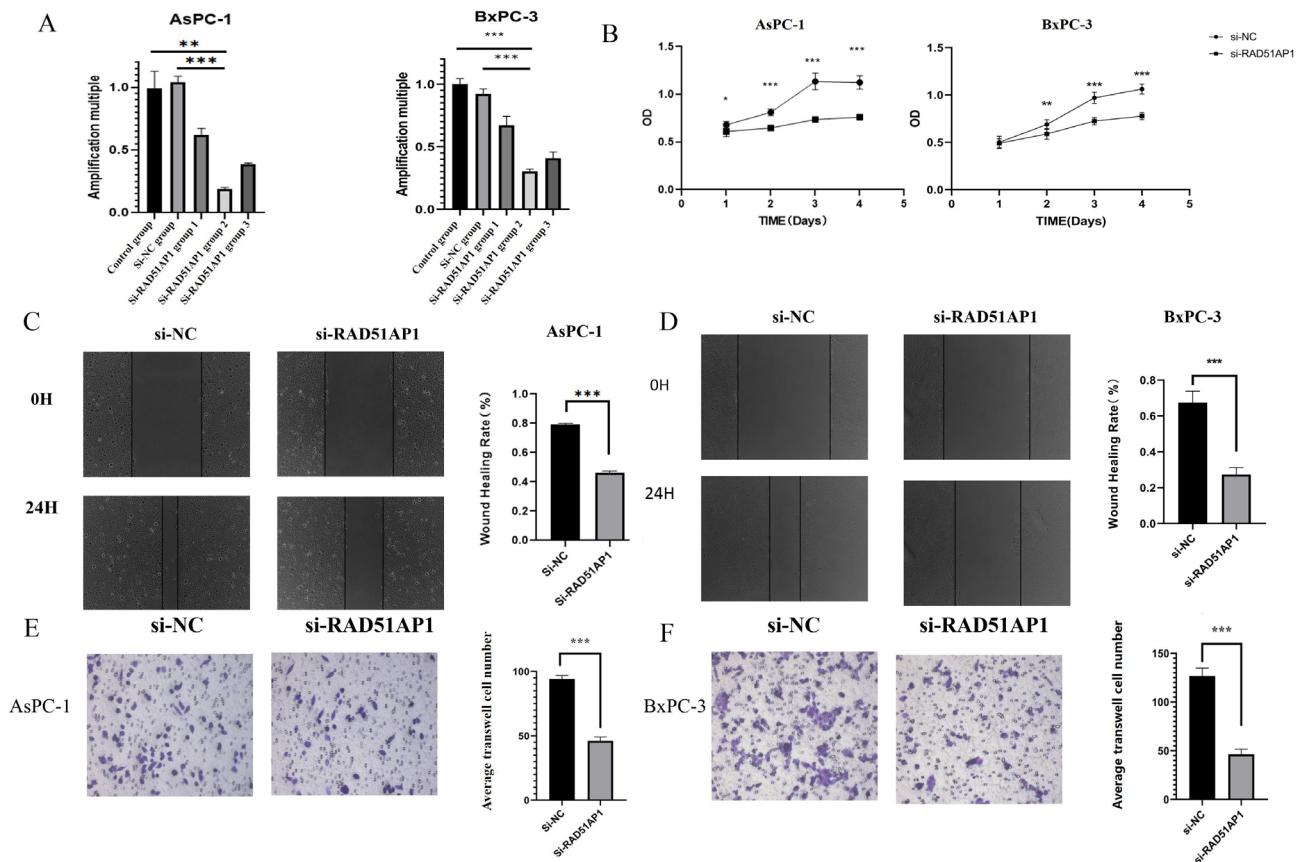 A
AsPC-1
** 
***
Amplification multiple
1.0
0.5
0.0
Control group
Si-NC group
Si-RAD51AP1 group 1
Si-RAD51AP1 group 2
Si-RAD51AP1 group 3
BxPC-3
***
***
Amplification multiple
1.0
0.5
0.0
Control group
Si-NC group
Si-RAD51AP1 group 1
Si-RAD51AP1 group 2
Si-RAD51AP1 group 3
B
AsPC-1
OD
1.5
1.0
0.5
0.0
*
***
***
***
0 1 2 3 4 5
TIME(Days)
BxPC-3
OD
1.5
1.0
0.5
0.0
**
***
***
0 1 2 3 4 5
TIME(Days)
si-NC
si-RAD51AP1
C
si-NC
si-RAD51AP1
0H
24H
AsPC-1
***
Wound Healing Rate(%)
1.0
0.8
0.6
0.4
0.2
0.0
Si-NC
Si-RAD51AP1
D
si-NC
si-RAD51AP1
0H
24H
BxPC-3
***
Wound Healing Rate(%)
0.8
0.6
0.4
0.2
0.0
si-NC
si-RAD51AP1
E
si-NC
si-RAD51AP1
AsPC-1
***
Average transwell cell number
100
50
0
Si-NC
Si-RAD51AP1
F
si-NC
si-RAD51AP1
BxPC-3
***
Average transwell cell number
150
100
50
0
si-NC
si-RAD51AP1